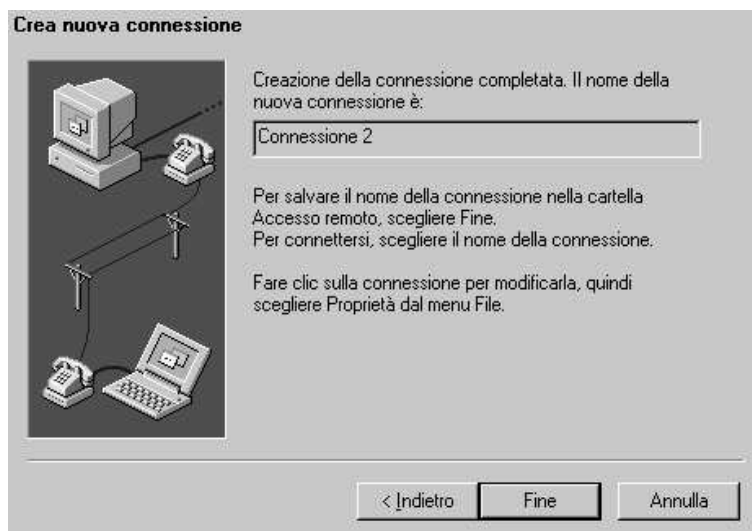 Crea nuova connessione
Creazione della connessione completata. Il nome della
nuova connessione è:
Connessione 2
Per salvare il nome della connessione nella cartella
Accesso remoto, scegliere Fine.
Per connettersi, scegliere il nome della connessione.
Fare clic sulla connessione per modificarla, quindi
scegliere Proprietà dal menu File.
< Indietro
Fine
Annulla